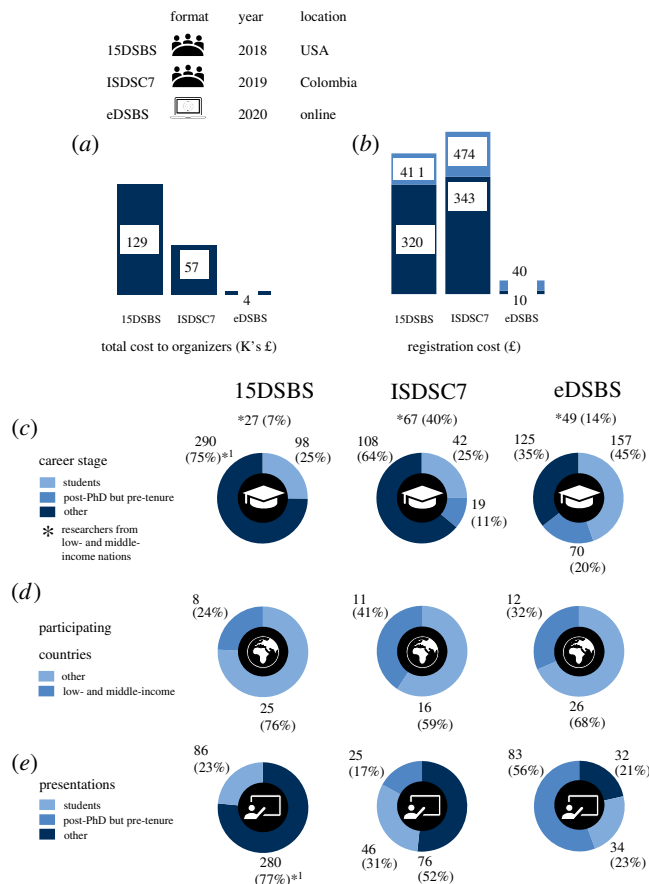 format year location
15DSBS 2018 USA
ISDSC7 2019 Colombia
eDSBS 2020 online
(a) (b)
129
57
4
15DSBS ISDSC7 eDSBS
total cost to organizers (K's £)
41 1
320
474
343
40
10
15DSBS ISDSC7 eDSBS
registration cost (£)
15DSBS ISDSC7 eDSBS
*27 (7%) *67 (40%) *49 (14%)
(c)
career stage
students
post-PhD but pre-tenure
other
* researchers from
low- and middle-
income nations
290
(75%)*1
98
(25%)
108
(64%)
42
(25%)
19
(11%)
125
(35%)
157
(45%)
70
(20%)
(d)
participating
countries
other
low- and middle-income
8
(24%)
25
(76%)
11
(41%)
16
(59%)
12
(32%)
26
(68%)
(e)
presentations
students
post-PhD but pre-tenure
other
86
(23%)
280
(77%)*1
25
(17%)
46
(31%)
76
(52%)
83
(56%)
32
(21%)
34
(23%)